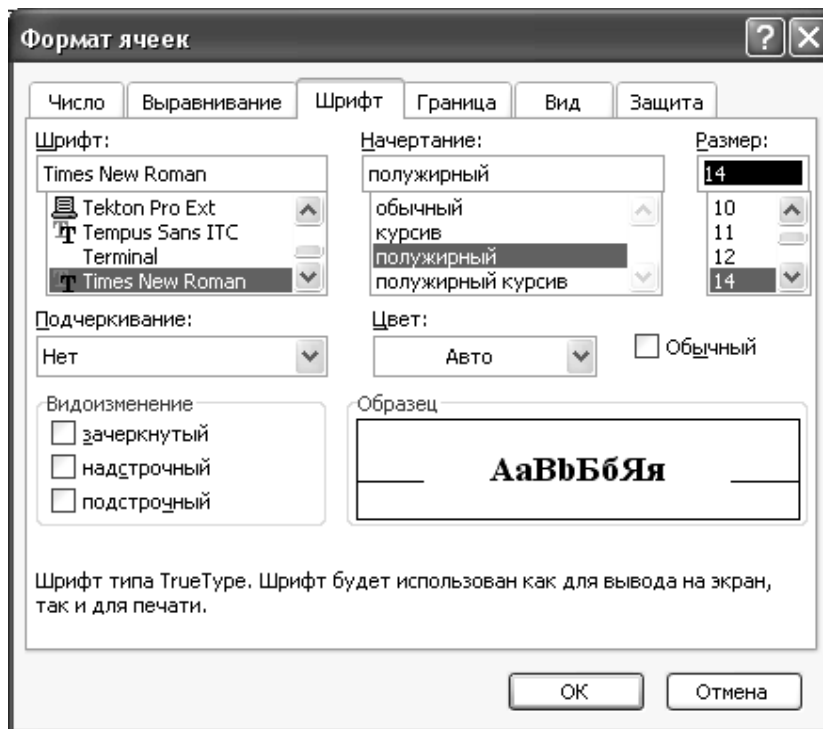 Формат ячеек
Число Выравнивание Шрифт Граница Вид Защита
Шрифт: Начертание: Размер:
Times New Roman полужирный 14
Tekton Pro Ext обычный 10
Tempus Sans ITC курсив 11
Terminal полужирный 12
Times New Roman полужирный курсив 14
Подчеркивание: Цвет:
Нет Авто Обычный
Видоизменение Образец
зачеркнутый
надстрочный АаBbБбЯя
подстрочный
Шрифт типа TrueType. Шрифт будет использован как для вывода на экран,
так и для печати.
ОК Отмена